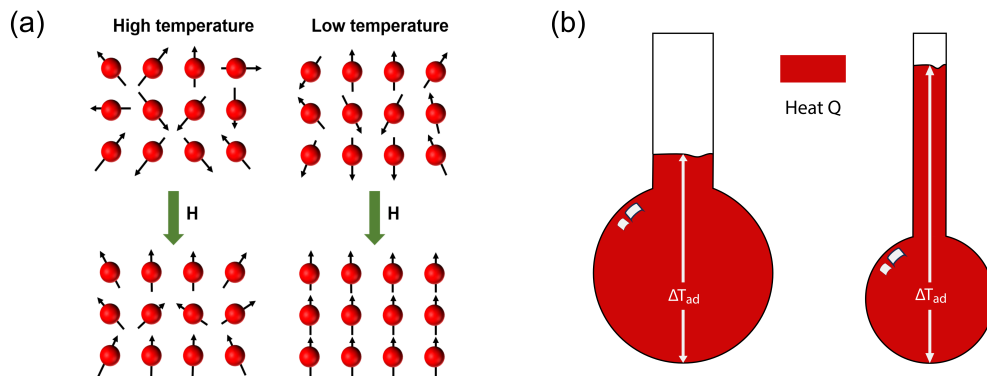 (a)
High temperature
Low temperature
H
H
(b)
Heat Q
ΔTad
ΔTad